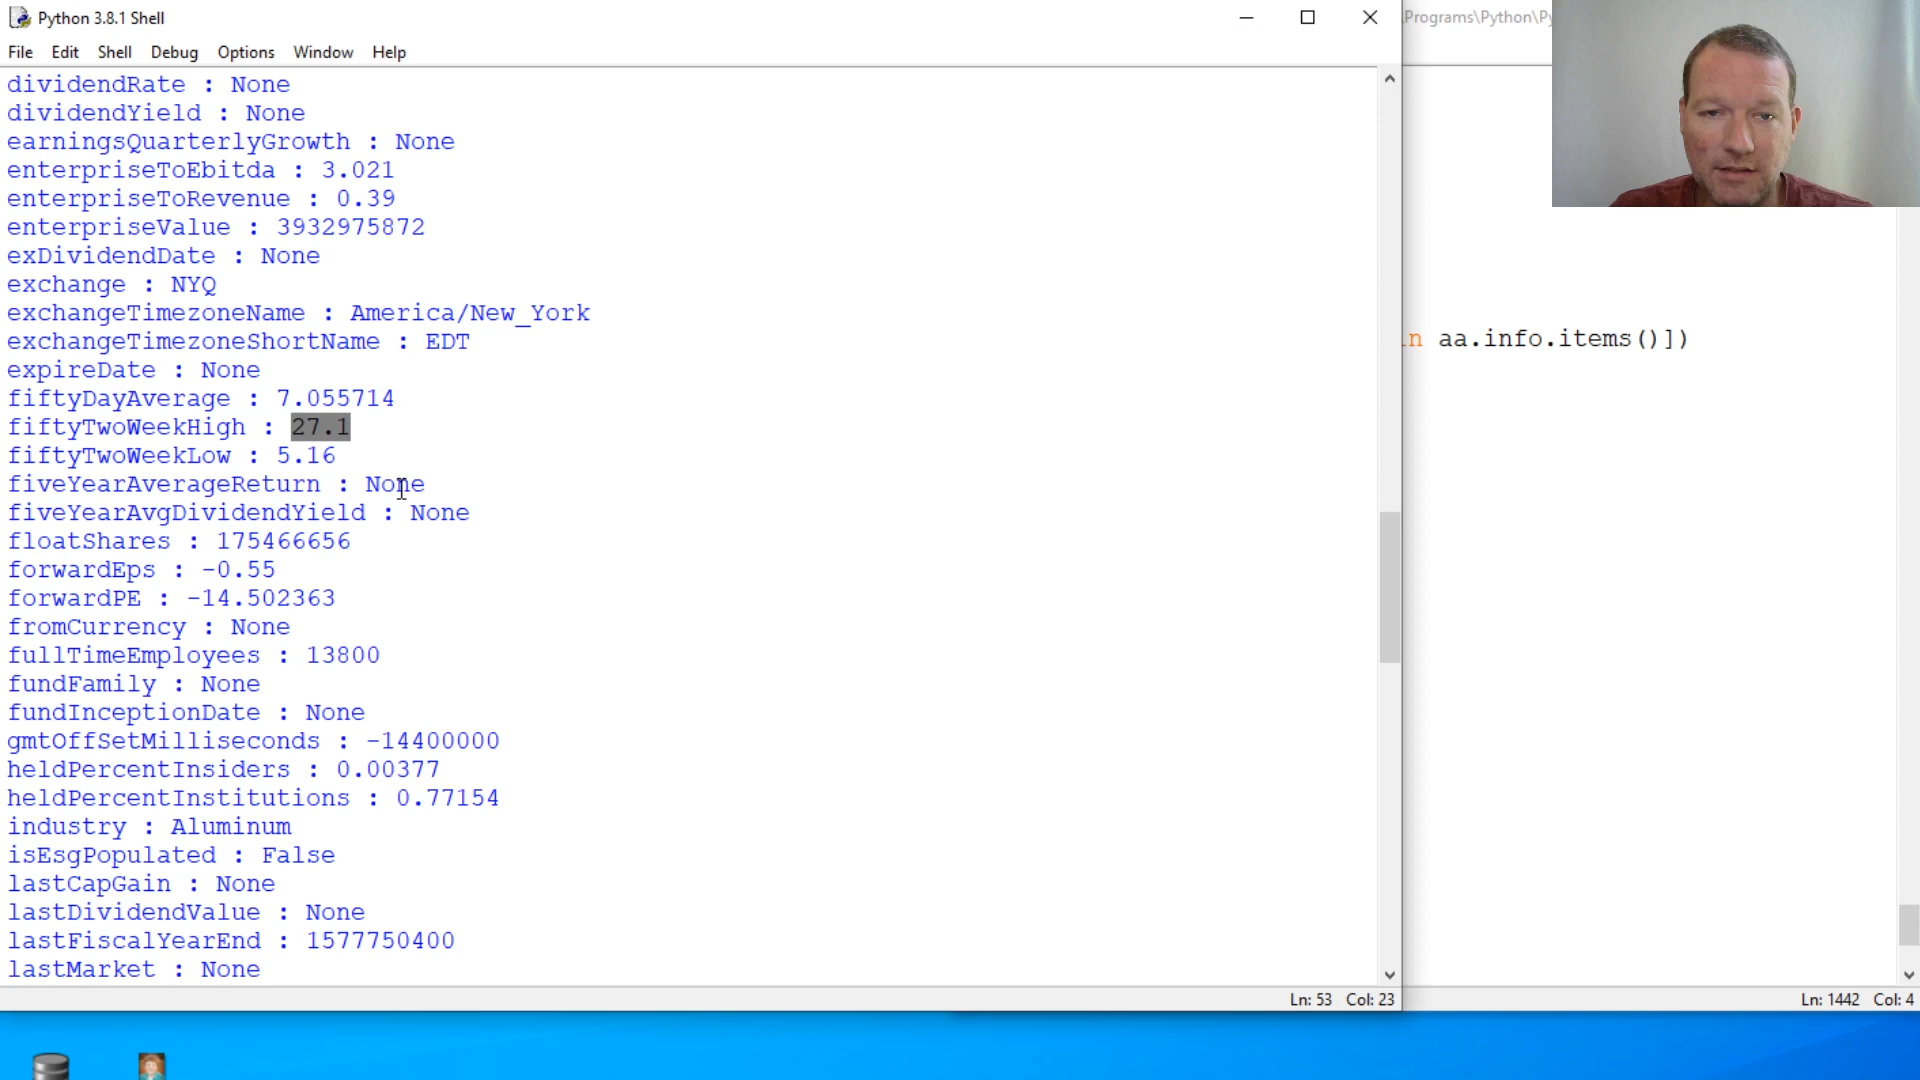 Python 3.8.1 Shell
\Programs\Python\Py
File Edit Shell Debug Options Window Help
dividendRate : None
dividendYield : None
earningsQuarterlyGrowth : None
enterpriseToEbitda : 3.021
enterpriseToRevenue : 0.39
enterpriseValue : 3932975872
exDividendDate : None
exchange : NYQ
exchangeTimezoneName : America/New_York
exchangeTimezoneShortName : EDT
in aa.info.items()])
expireDate : None
fiftyDayAverage : 7.055714
fiftyTwoWeekHigh : 27.1
fiftyTwoWeekLow : 5.16
fiveYearAverageReturn : None
fiveYearAvgDividendYield : None
floatShares : 175466656
forwardEps : -0.55
forwardPE : -14.502363
fromCurrency : None
fullTimeEmployees : 13800
fundFamily : None
fundInceptionDate : None
gmtOffSetMilliseconds : -14400000
heldPercentInsiders : 0.00377
heldPercentInstitutions : 0.77154
industry : Aluminum
isEsgPopulated : False
lastCapGain : None
lastDividendValue : None
lastFiscalYearEnd : 1577750400
lastMarket : None
Ln: 53 Col: 23
Ln: 1442 Col: 4